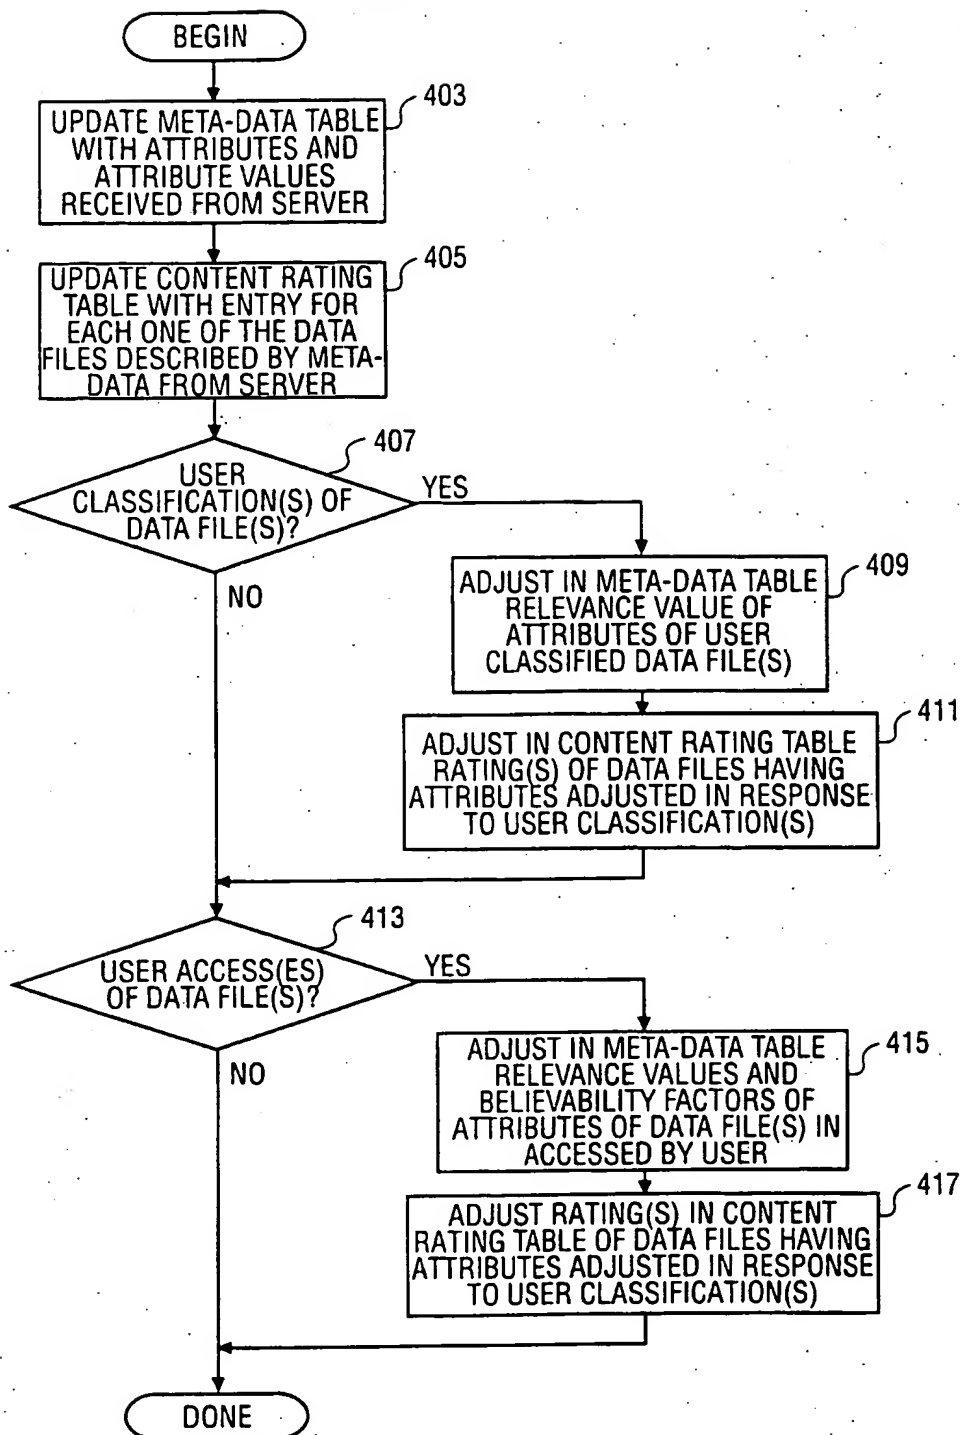 BEGIN
403
UPDATE META-DATA TABLE
WITH ATTRIBUTES AND
ATTRIBUTE VALUES
RECEIVED FROM SERVER
405
UPDATE CONTENT RATING
TABLE WITH ENTRY FOR
EACH ONE OF THE DATA
FILES DESCRIBED BY META-
DATA FROM SERVER
407
USER
CLASSIFICATION(S) OF
DATA FILE(S)?
YES
NO
409
ADJUST IN META-DATA TABLE
RELEVANCE VALUE OF
ATTRIBUTES OF USER
CLASSIFIED DATA FILE(S)
411
ADJUST IN CONTENT RATING TABLE
RATING(S) OF DATA FILES HAVING
ATTRIBUTES ADJUSTED IN RESPONSE
TO USER CLASSIFICATION(S)
413
USER ACCESS(ES)
OF DATA FILE(S)?
YES
NO
415
ADJUST IN META-DATA TABLE
RELEVANCE VALUES AND
BELIEVABILITY FACTORS OF
ATTRIBUTES OF DATA FILE(S) IN
ACCESSED BY USER
417
ADJUST RATING(S) IN CONTENT
RATING TABLE OF DATA FILES HAVING
ATTRIBUTES ADJUSTED IN RESPONSE
TO USER CLASSIFICATION(S)
DONE